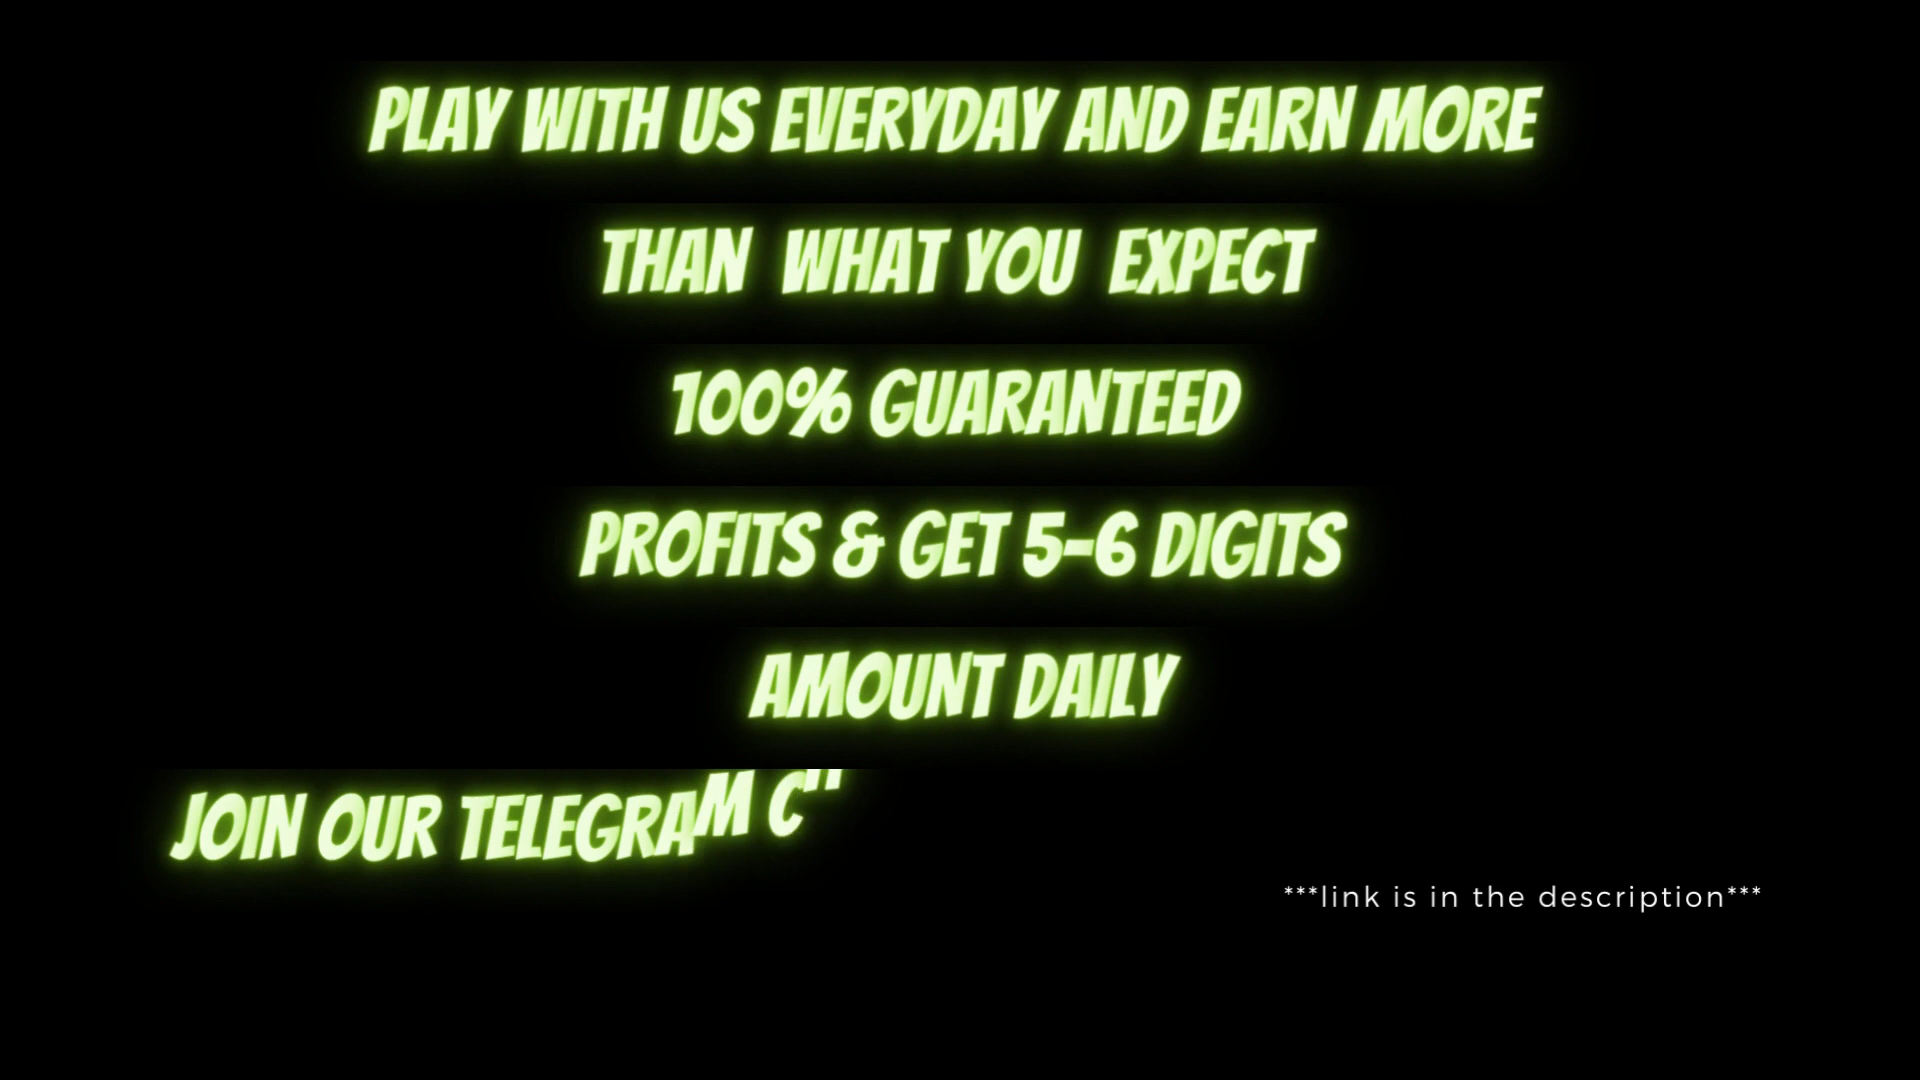 PLAY WITH US EVERYDAY AND EARN MORE
THAN WHAT YOU EXPECT
100% GUARANTEED
PROFITS & GET 5-6 DIGITS
AMOUNT DAILY
JOIN OUR TELEGRAM C
***link is in the description***